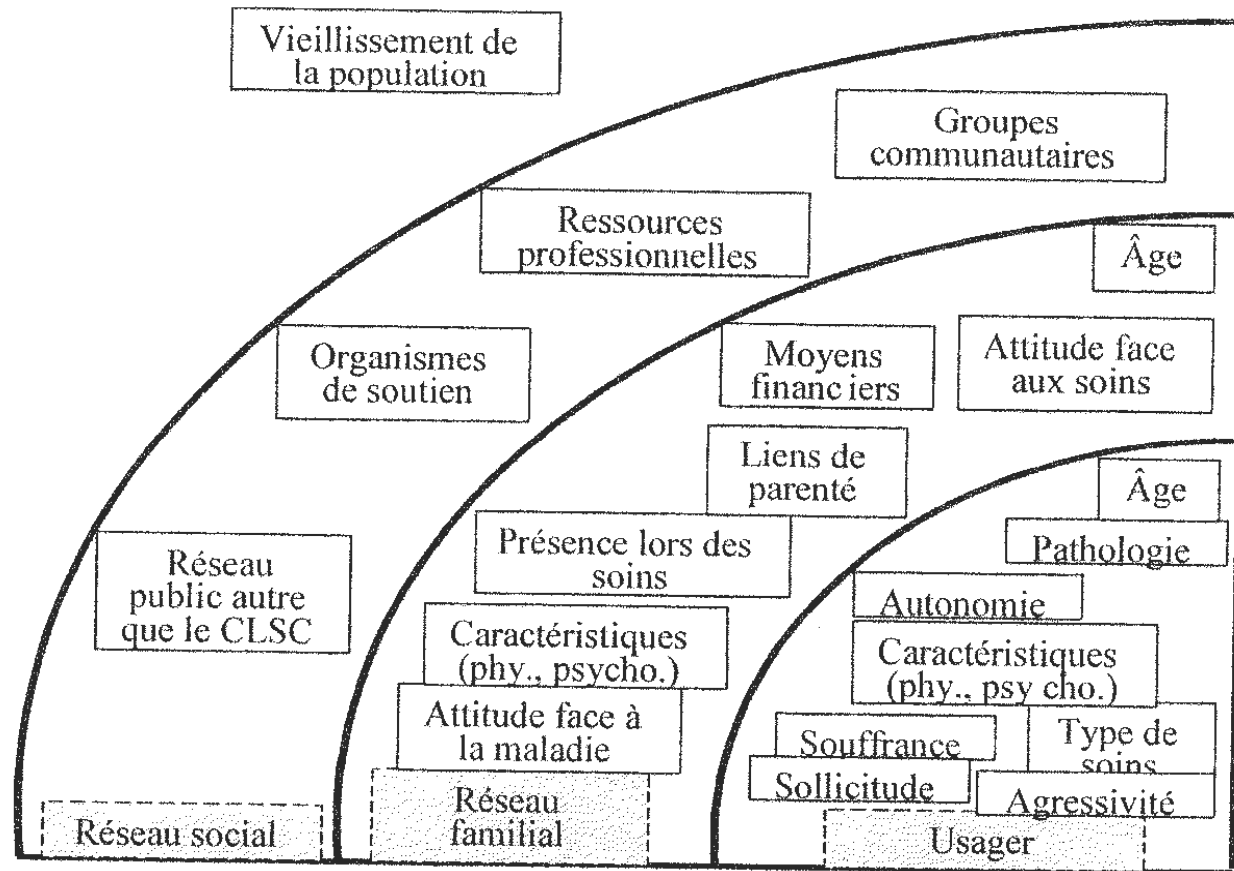 Vieillissement de
la population
Groupes
communautaires
Ressources
professionnelles
Âge
Organismes
de soutien
Moyens
financ iers
Attitude face
aux soins
Liens de
parenté
Âge
Présence lors des
soins
Pathologie
Réseau
public autre
que le CLSC
Autonomie
Caractéristiques
(phy., psycho.)
Caractéristiques
(phy., psy cho.)
Attitude face à
la maladie
Souffrance
Type de
soins
Sollicitude
Agressivité
Réseau social
Réseau
familial
Usager